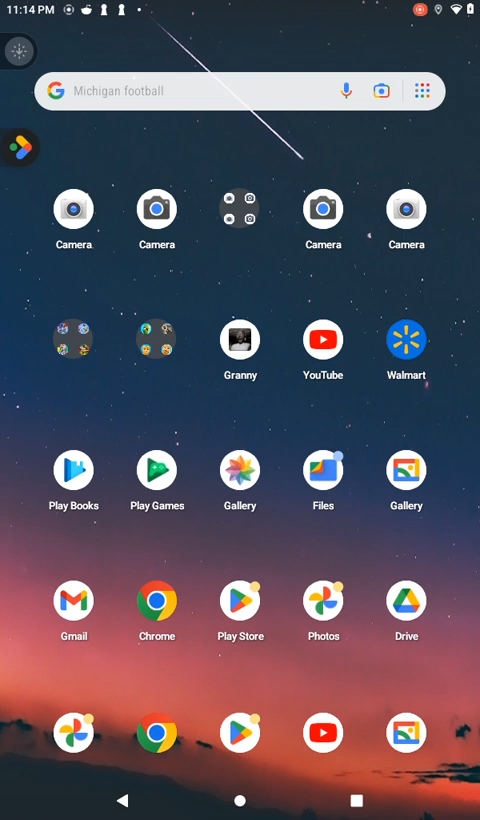 11:14 PM
Michigan football
Camera Camera Camera Camera
Granny YouTube Walmart
Play Books Play Games Gallery Files Gallery
Gmail Chrome Play Store Photos Drive